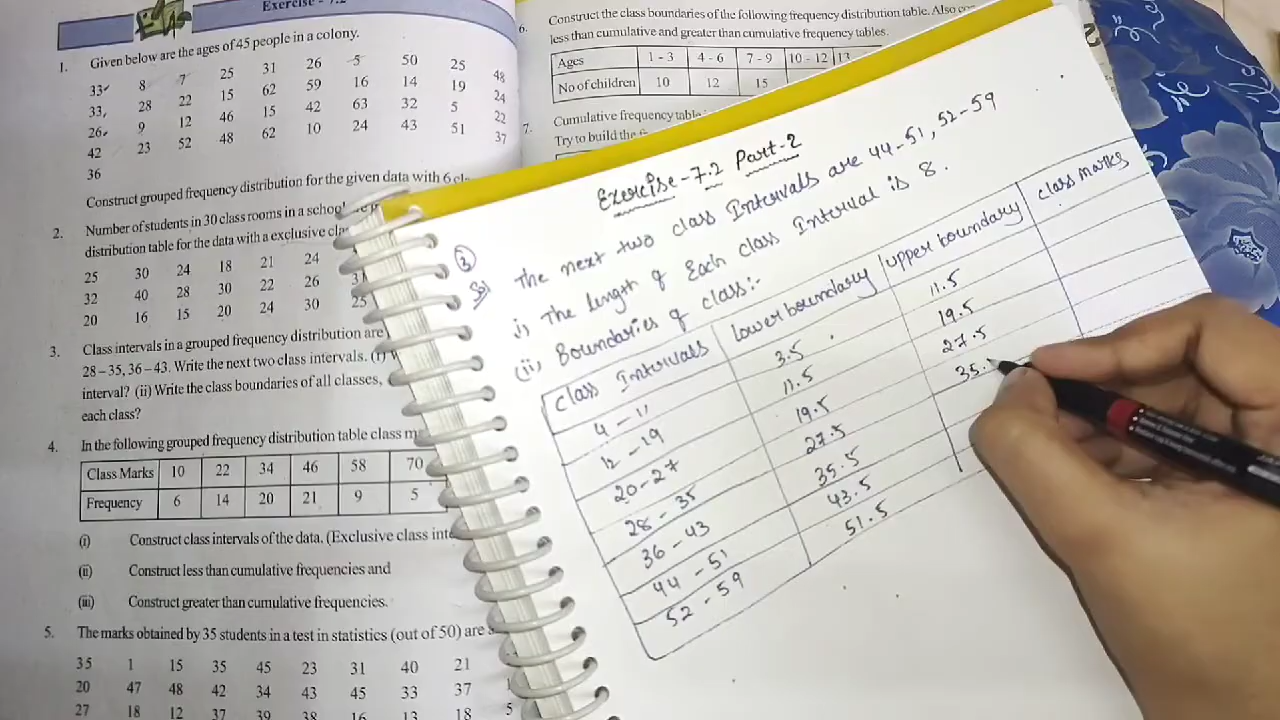 Exercise - 7.2
1. Given below are the ages of 45 people in a colony.
33 8 7 25 31 26 5 50 25 48
33, 28 22 15 62 59 16 14 19 24
26 9 12 46 15 42 63 32 5 22
42 23 52 48 62 10 24 43 51 37
36
Construct grouped frequency distribution for the given data with 6
2. Number of students in 30 class rooms in a school
distribution table for the data with a exclusive
25 30 24 18 21 24
32 40 28 30 22 26
20 16 15 20 24 30 25
3. Class intervals in a grouped frequency distribution are
28 – 35, 36 – 43. Write the next two class intervals. (i)
interval? (ii) Write the class boundaries of all classes,
each class?
4. In the following grouped frequency distribution table class
Class Marks 10 22 34 46 58 70
Frequency 6 14 20 21 9 5
(i) Construct class intervals of the data. (Exclusive class
(ii) Construct less than cumulative frequencies and
(iii) Construct greater than cumulative frequencies.
5. The marks obtained by 35 students in a test in statistics (out of 50) are
35 1 15 35 45 23 31 40 21
20 47 48 42 34 43 45 33 37
27 18 12 37 39 38 16 13 18 5
6. Construct the class boundaries of the following frequency distribution table. Also
less than cumulative and greater than cumulative frequency tables.
Ages 1 - 3 4 - 6 7 - 9 10 - 12 13
No of children 10 12 15
7. Cumulative frequency table
Try to build the
Exercise - 7.2 Part-2
3
Sol The next two class Intervals are 44-51, 52-59
i) The length of Each class Interval is 8.
(ii) Boundaries of class:-
Class Intervals Lower boundary upper boundary class marks
4 - 11 3.5 11.5
12 - 19 11.5 19.5
20 - 27 19.5 27.5
28 - 35 27.5 35.
36 - 43 35.5
44 - 51 43.5
52 - 59 51.5